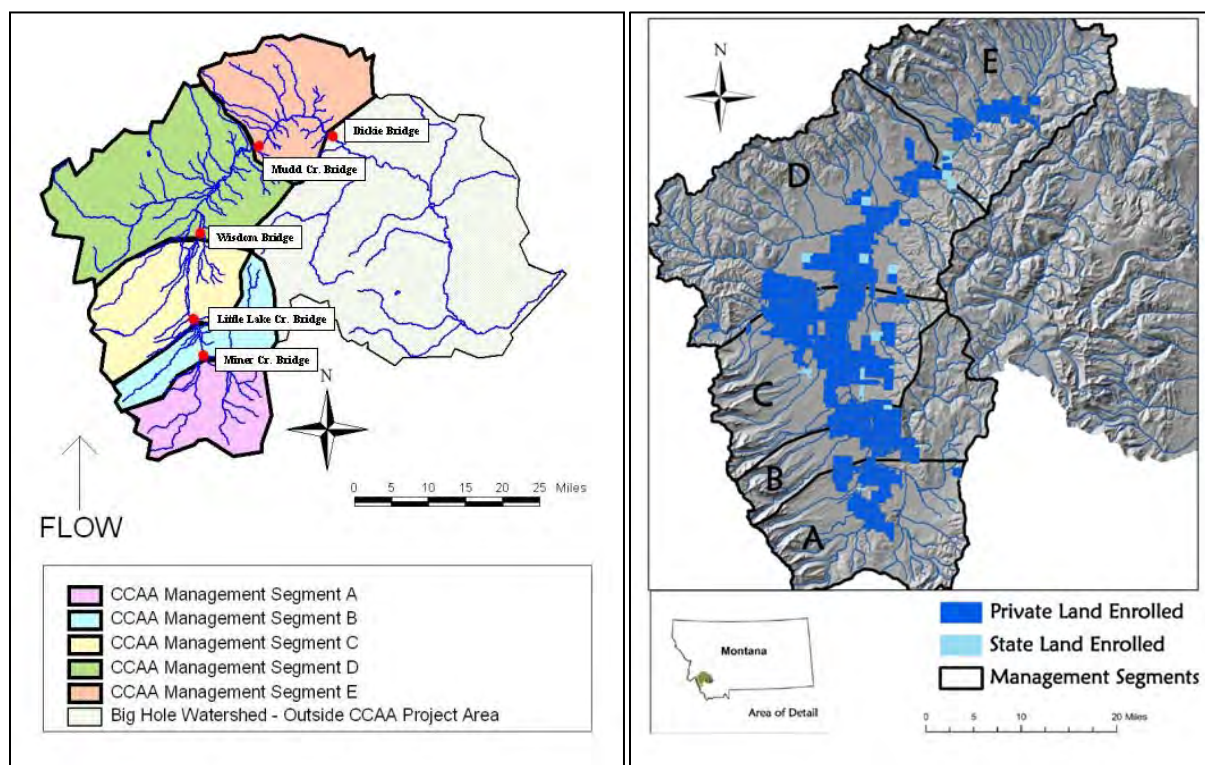 N
Dickie Bridge
Mudd Cr. Bridge
Wisdom Bridge
Little Lake Cr. Bridge
Miner Cr. Bridge
N
FLOW
0 5 10 15 20 25 Miles
CCAA Management Segment A
CCAA Management Segment B
CCAA Management Segment C
CCAA Management Segment D
CCAA Management Segment E
Big Hole Watershed - Outside CCAA Project Area
E
D
C
B
A
Montana
Area of Detail
Private Land Enrolled
State Land Enrolled
Management Segments
0 5 10 20 Miles